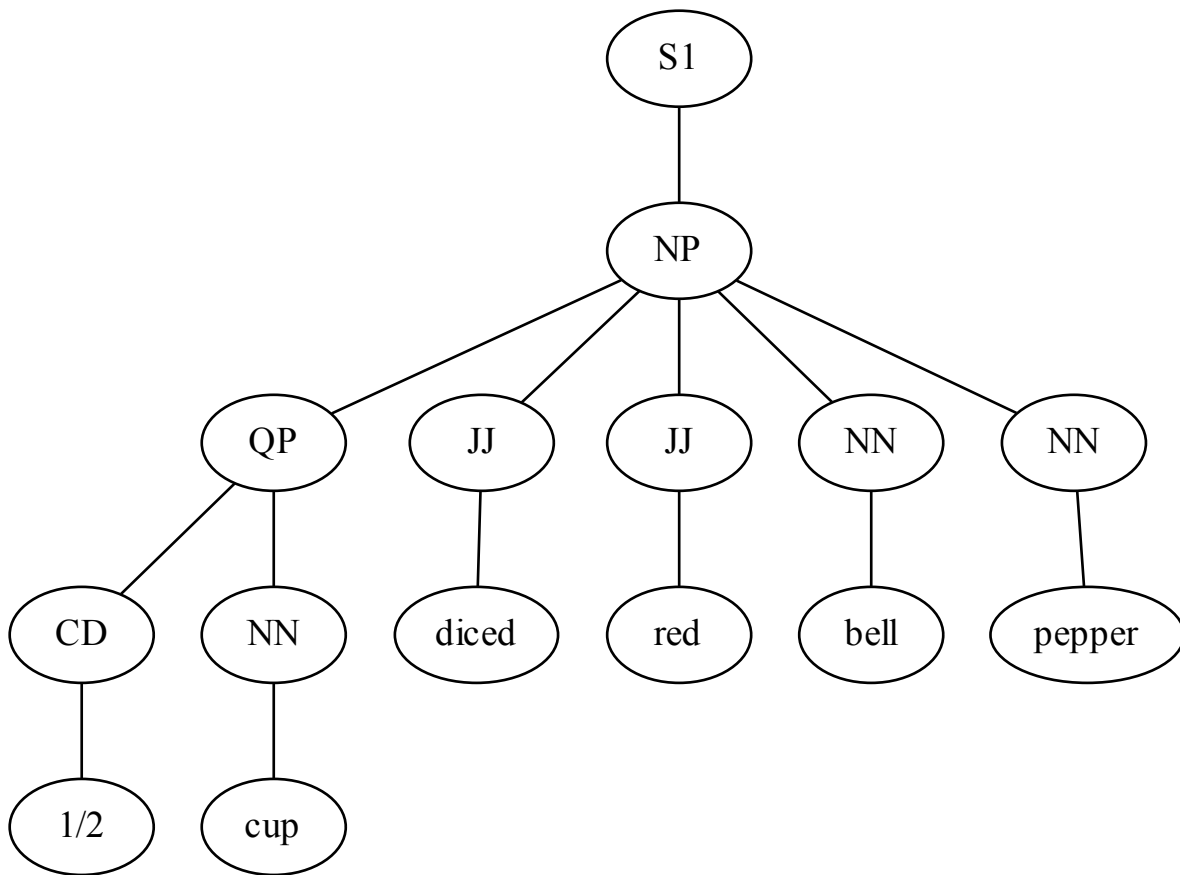 S1
NP
QP JJ JJ NN NN
CD NN diced red bell pepper
1/2 cup